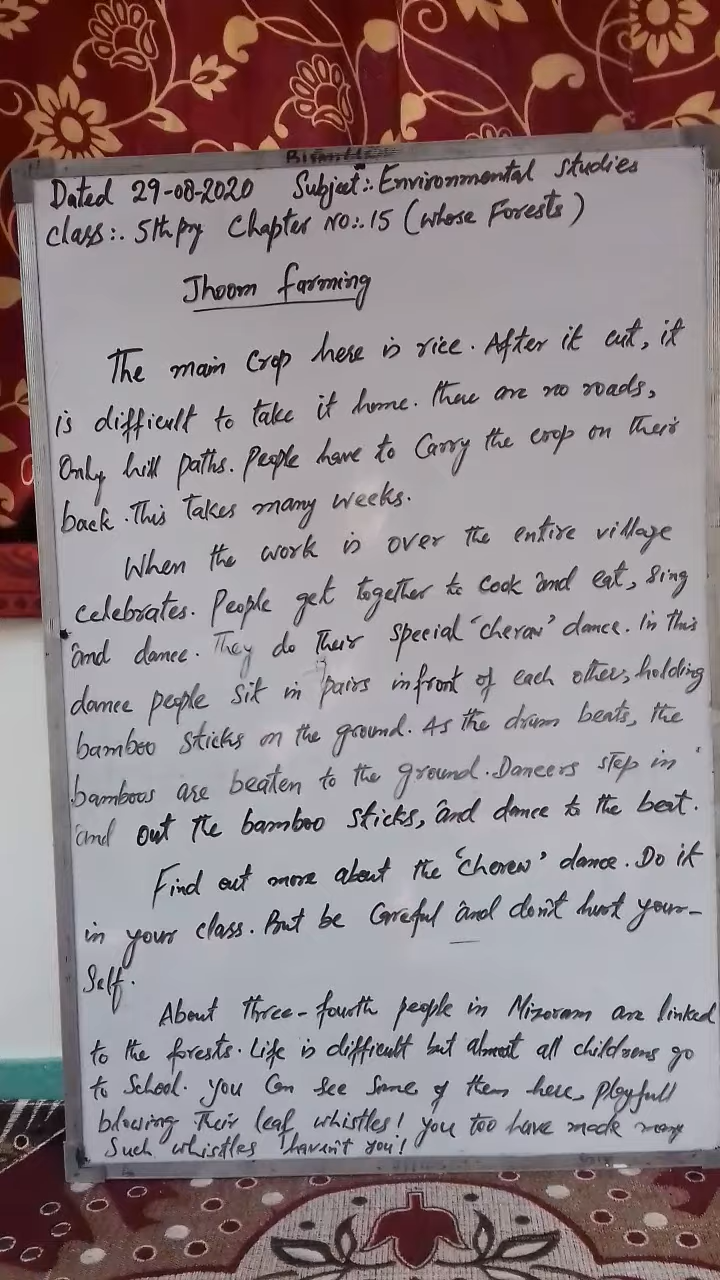 Dated 29-08-2020 Subject:. Environmental studies
Class:. 5th pry Chapter NO:. 15 (whose Forests)
Jhoom farming
The main crop here is rice. After it cut, it
is difficult to take it home. there are no roads,
Only hill paths. People have to Carry the crop on their
back. This takes many weeks.
When the work is over the entire village
celebrates. People get together to cook and eat, sing
and dance. They do their special 'cheraw' dance. In this
dance people sit in pairs infront of each other, holding
bamboo sticks on the ground. As the drum beats, the
bamboos are beaten to the ground. Dancers step in
and out the bamboo sticks, and dance to the beat.
Find out more about the 'cherew' dance. Do it
in your class. But be Careful and don't hurt your-
Self.
About three-fourth people in Mizoram are linked
to the forests. Life is difficult but almost all childrens go
to School. you Can see Some of them here, playfull
blowing their leaf whistles! you too have made many
Such whistles haven't you!